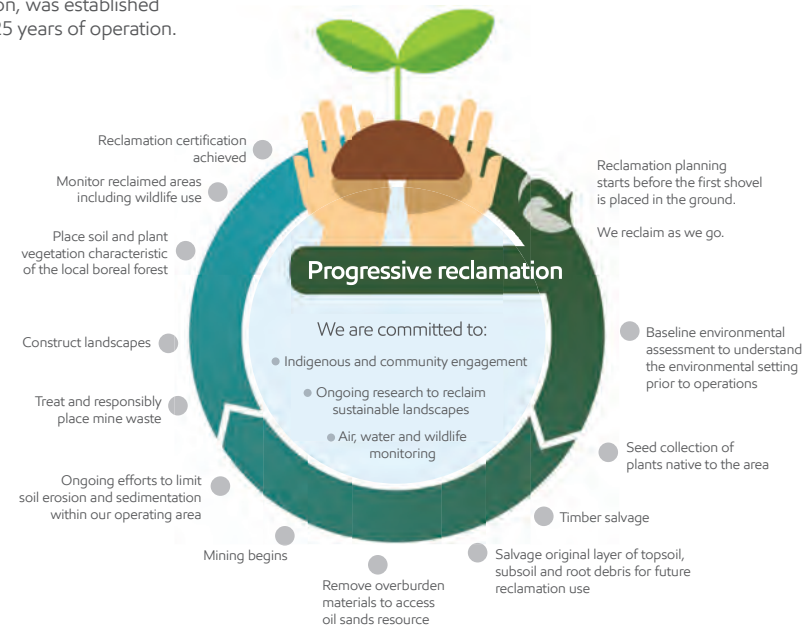 on, was established
25 years of operation.
Reclamation planning
starts before the first shovel
is placed in the ground.
We reclaim as we go.
Baseline environmental
assessment to understand
the environmental setting
prior to operations
Seed collection of
plants native to the area
Timber salvage
Salvage original layer of topsoil,
subsoil and root debris for future
reclamation use
Remove overburden
materials to access
oil sands resource
Mining begins
Ongoing efforts to limit
soil erosion and sedimentation
within our operating area
Treat and responsibly
place mine waste
Construct landscapes
Place soil and plant
vegetation characteristic
of the local boreal forest
Monitor reclaimed areas
including wildlife use
Reclamation certification
achieved
Progressive reclamation
We are committed to:
Indigenous and community engagement
Ongoing research to reclaim
sustainable landscapes
Air, water and wildlife
monitoring